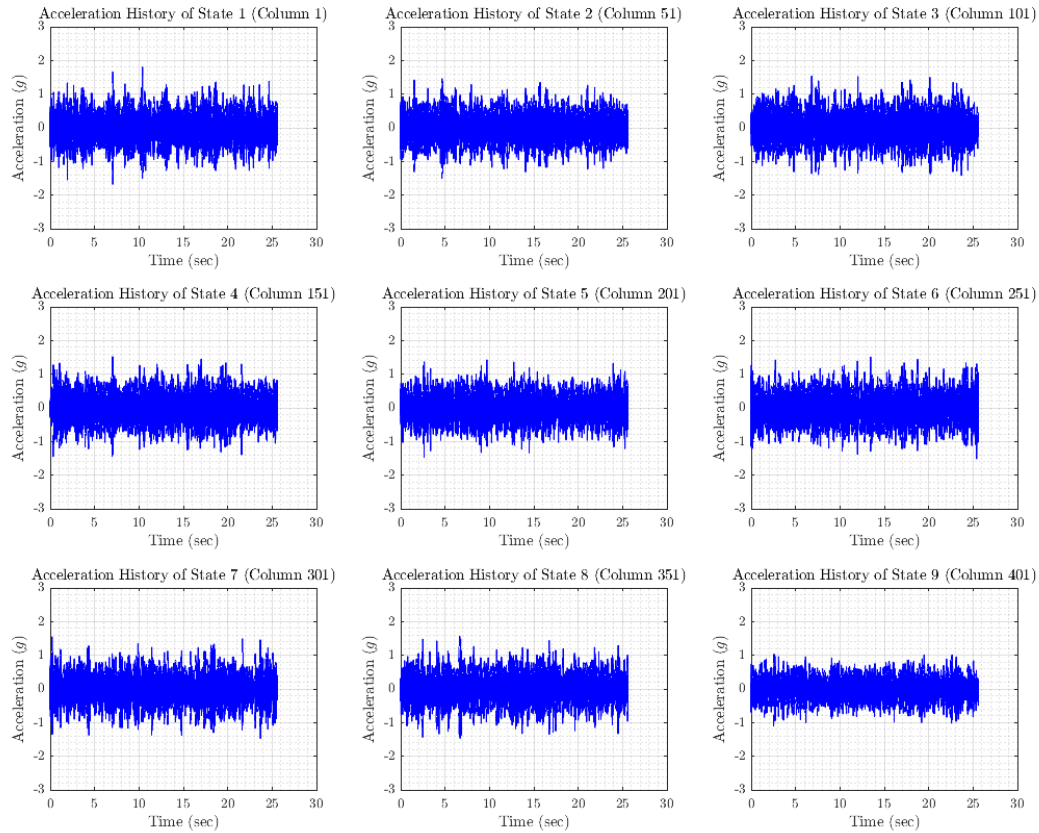 Acceleration History of State 1 (Column 1)
3
2
1
0
-1
-2
-3
Acceleration (g)
0 5 10 15 20 25 30
Time (sec)
Acceleration History of State 2 (Column 51)
3
2
1
0
-1
-2
-3
Acceleration (g)
0 5 10 15 20 25 30
Time (sec)
Acceleration History of State 3 (Column 101)
3
2
1
0
-1
-2
-3
Acceleration (g)
0 5 10 15 20 25 30
Time (sec)
Acceleration History of State 4 (Column 151)
3
2
1
0
-1
-2
-3
Acceleration (g)
0 5 10 15 20 25 30
Time (sec)
Acceleration History of State 5 (Column 201)
3
2
1
0
-1
-2
-3
Acceleration (g)
0 5 10 15 20 25 30
Time (sec)
Acceleration History of State 6 (Column 251)
3
2
1
0
-1
-2
-3
Acceleration (g)
0 5 10 15 20 25 30
Time (sec)
Acceleration History of State 7 (Column 301)
3
2
1
0
-1
-2
-3
Acceleration (g)
0 5 10 15 20 25 30
Time (sec)
Acceleration History of State 8 (Column 351)
3
2
1
0
-1
-2
-3
Acceleration (g)
0 5 10 15 20 25 30
Time (sec)
Acceleration History of State 9 (Column 401)
3
2
1
0
-1
-2
-3
Acceleration (g)
0 5 10 15 20 25 30
Time (sec)